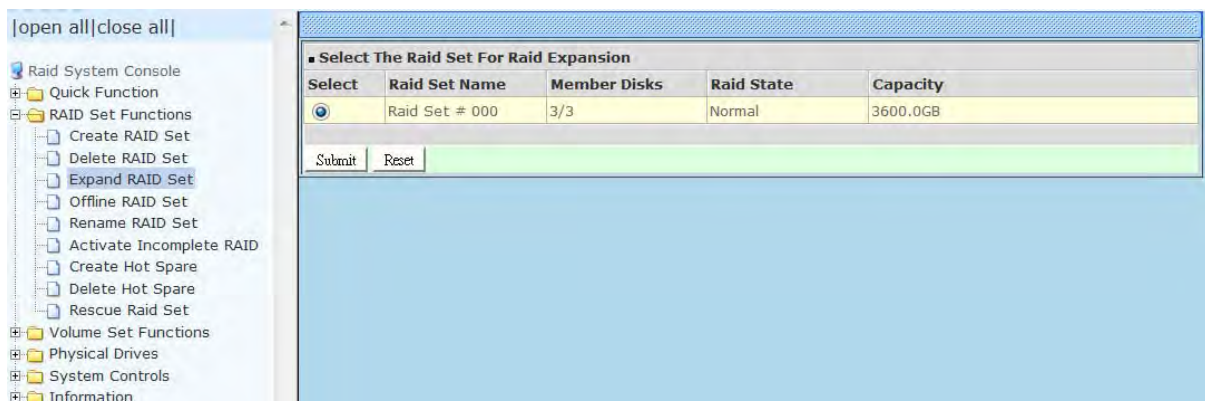 |open all|close all|
Raid System Console
Quick Function
RAID Set Functions
Create RAID Set
Delete RAID Set
Expand RAID Set
Offline RAID Set
Rename RAID Set
Activate Incomplete RAID
Create Hot Spare
Delete Hot Spare
Rescue Raid Set
Volume Set Functions
Physical Drives
System Controls
Information
Select The Raid Set For Raid Expansion
Select Raid Set Name Member Disks Raid State Capacity
Raid Set # 000 3/3 Normal 3600.0GB
Submit Reset